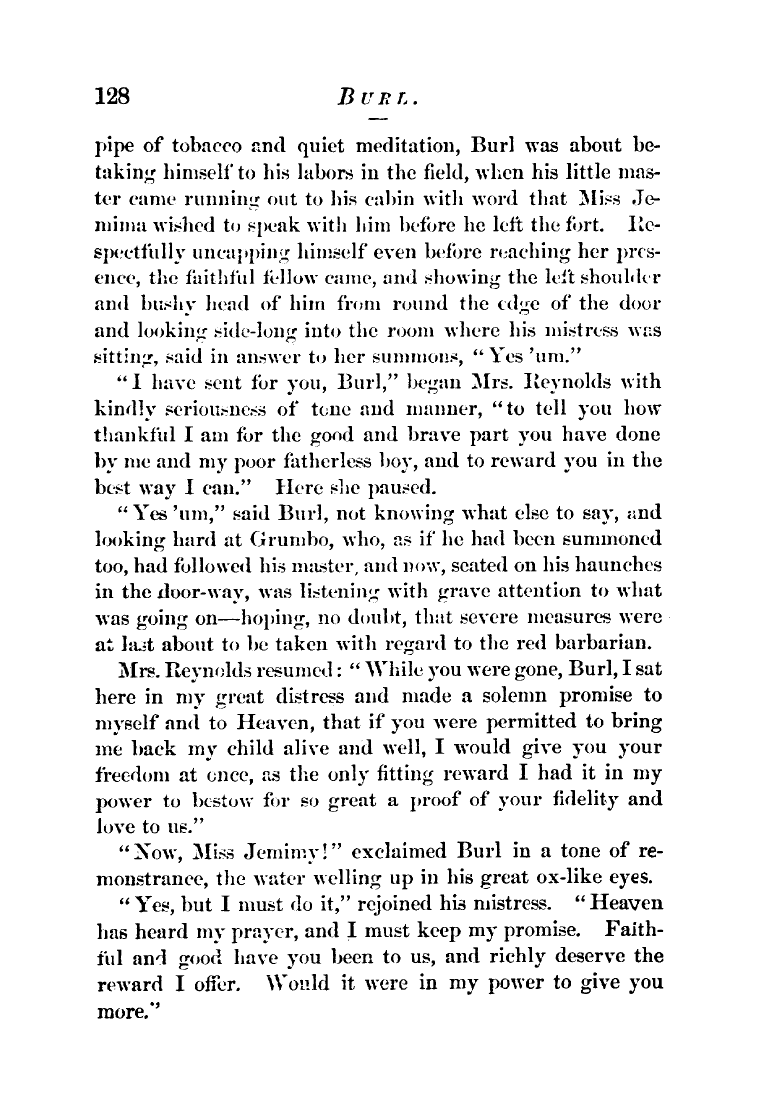 128 BURL.
pipe of tobacco and quiet meditation, Burl was about be-
taking himself to his labors in the field, when his little mas-
ter came running out to his cabin with word that Miss Je-
mima wished to speak with him before he left the fort. Re-
spectfully uncapping himself even before reaching her pres-
ence, the faithful fellow came, and showing the left shoulder
and bushy head of him from round the edge of the door
and looking side-long into the room where his mistress was
sitting, said in answer to her summons, “Yes ’um.”
“I have sent for you, Burl,” began Mrs. Reynolds with
kindly seriousness of tone and manner, “to tell you how
thankful I am for the good and brave part you have done
by me and my poor fatherless boy, and to reward you in the
best way I can.” Here she paused.
“Yes ’um,” said Burl, not knowing what else to say, and
looking hard at Grumbo, who, as if he had been summoned
too, had followed his master, and now, seated on his haunches
in the door-way, was listening with grave attention to what
was going on—hoping, no doubt, that severe measures were
at last about to be taken with regard to the red barbarian.
Mrs. Reynolds resumed: “While you were gone, Burl, I sat
here in my great distress and made a solemn promise to
myself and to Heaven, that if you were permitted to bring
me back my child alive and well, I would give you your
freedom at once, as the only fitting reward I had it in my
power to bestow for so great a proof of your fidelity and
love to us.”
“Now, Miss Jemimy!” exclaimed Burl in a tone of re-
monstrance, the water welling up in his great ox-like eyes.
“Yes, but I must do it,” rejoined his mistress. “Heaven
has heard my prayer, and I must keep my promise. Faith-
ful and good have you been to us, and richly deserve the
reward I offer. Would it were in my power to give you
more.”